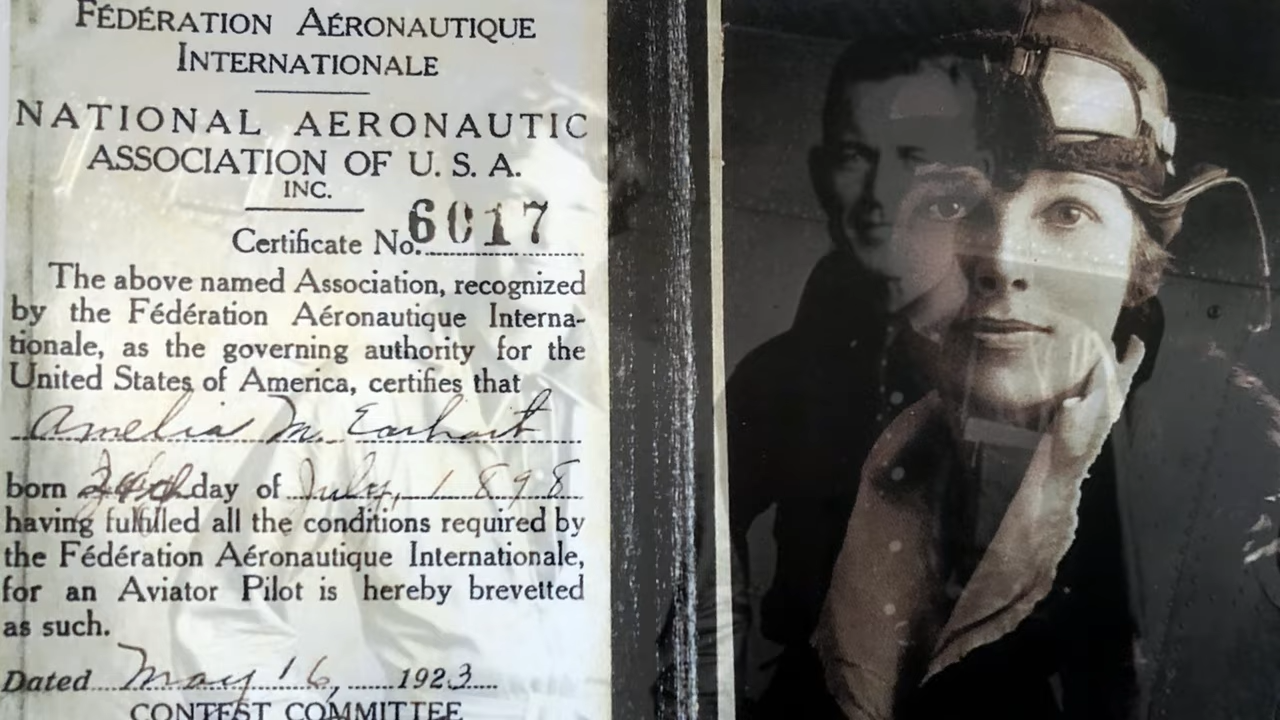 FÉDÉRATION AÉRONAUTIQUE
INTERNATIONALE
NATIONAL AERONAUTIC
ASSOCIATION OF U. S. A.
INC.
Certificate No. 6017
The above named Association, recognized
by the Fédération Aéronautique Interna-
tionale, as the governing authority for the
United States of America, certifies that
Amelia M. Earhart
born 24th day of July, 1898
having fulfilled all the conditions required by
the Fédération Aéronautique Internationale,
for an Aviator Pilot is hereby brevetted
as such.
Dated May 16, 1923
CONTEST COMMITTEE